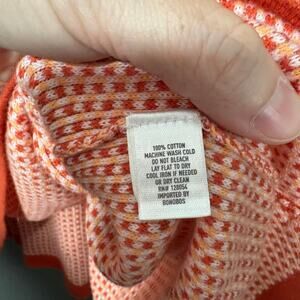 100% COTTON
MACHINE WASH COLD
DO NOT BLEACH
LAY FLAT TO DRY
COOL IRON IF NEEDED
OR DRY CLEAN
RN# 128054
IMPORTED BY
BONOBOS